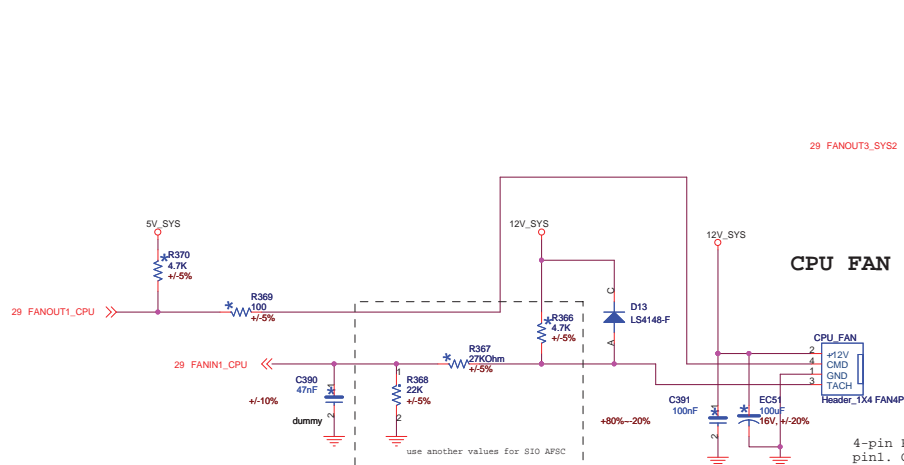 29 FANOUT3_SYS2
5V_SYS
12V_SYS
12V_SYS
CPU FAN
*R370
4.7K
+/-5%
R369
*
100
+/-5%
29 FANOUT1_CPU
C
D13
LS4148-F
A
*R366
4.7K
+/-5%
R367
*
27KOhm
+/-5%
29 FANIN1_CPU
CPU_FAN
2
+12V
4
CMD
1
GND
3
TACH
Header_1X4 FAN4P
C390
47nF
*
1
2
+/-10%
dummy
1
R368
22K
+/-5%
2
+80%~-20%
C391
100nF
*
1
2
EC51
100uF
*
16V, +/-20%
use another values for SIO AFSC
4-pin
pin1.